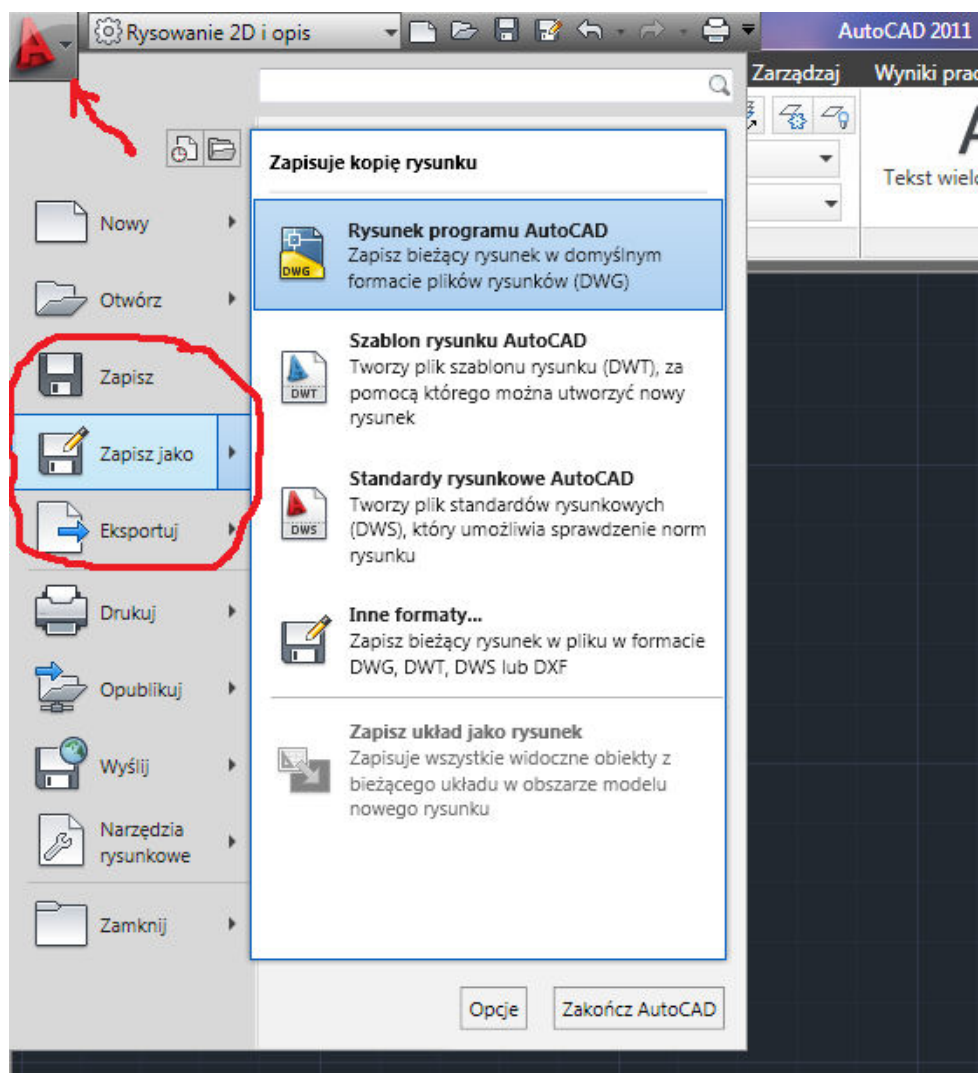 Rysowanie 2D i opis
AutoCAD 2011
Zarządzaj
Wyniki prac
Tekst wielo
Zapisuje kopię rysunku
Nowy
Otwórz
Zapisz
Zapisz jako
Eksportuj
Drukuj
Opublikuj
Wyślij
Narzędzia
rysunkowe
Zamknij
Rysunek programu AutoCAD
Zapisz bieżący rysunek w domyślnym
formacie plików rysunków (DWG)
DWG
Szablon rysunku AutoCAD
Tworzy plik szablonu rysunku (DWT), za
pomocą którego można utworzyć nowy
rysunek
DWT
Standardy rysunkowe AutoCAD
Tworzy plik standardów rysunkowych
(DWS), który umożliwia sprawdzenie norm
rysunku
DWS
Inne formaty...
Zapisz bieżący rysunek w pliku w formacie
DWG, DWT, DWS lub DXF
Zapisz układ jako rysunek
Zapisuje wszystkie widoczne obiekty z
bieżącego układu w obszarze modelu
nowego rysunku
Opcje
Zakończ AutoCAD